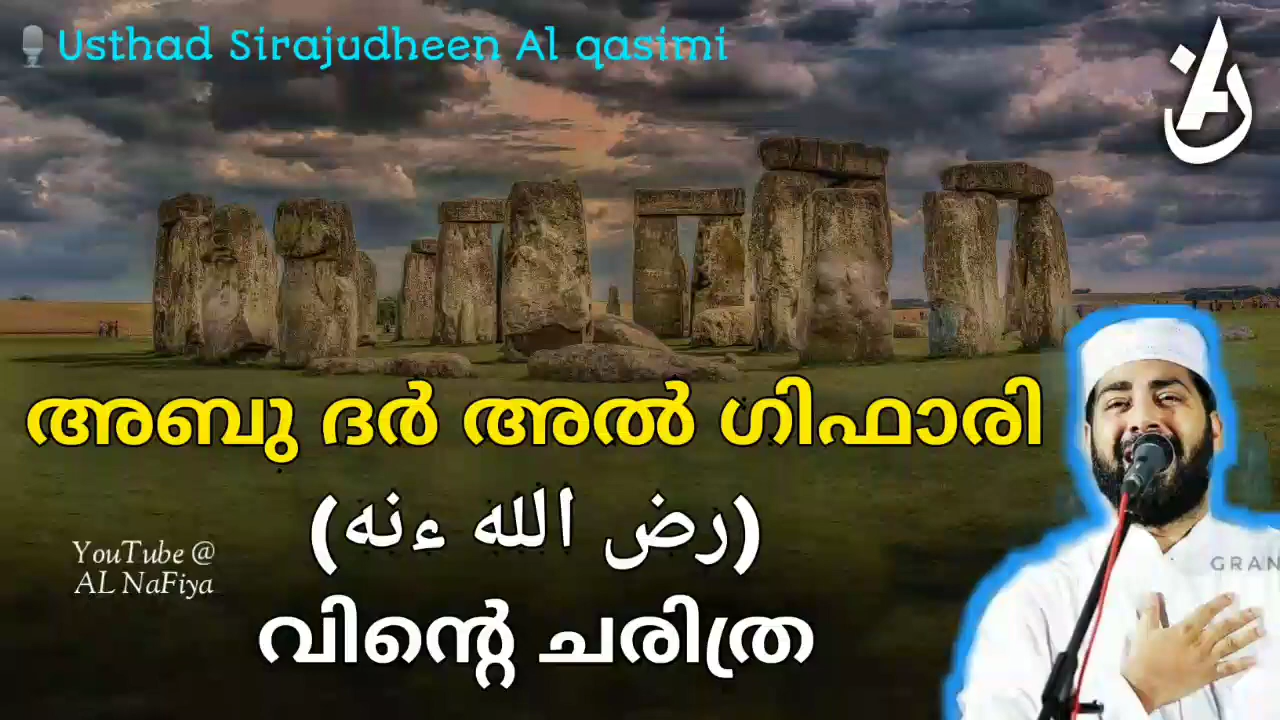 Usthad Sirajudheen Al qasimi
അബു ദർ അൽ ഗിഫാരി
(رض الله ءنه)
YouTube @
AL NaFiya
വിന്റെ ചരിത്ര
GRAN